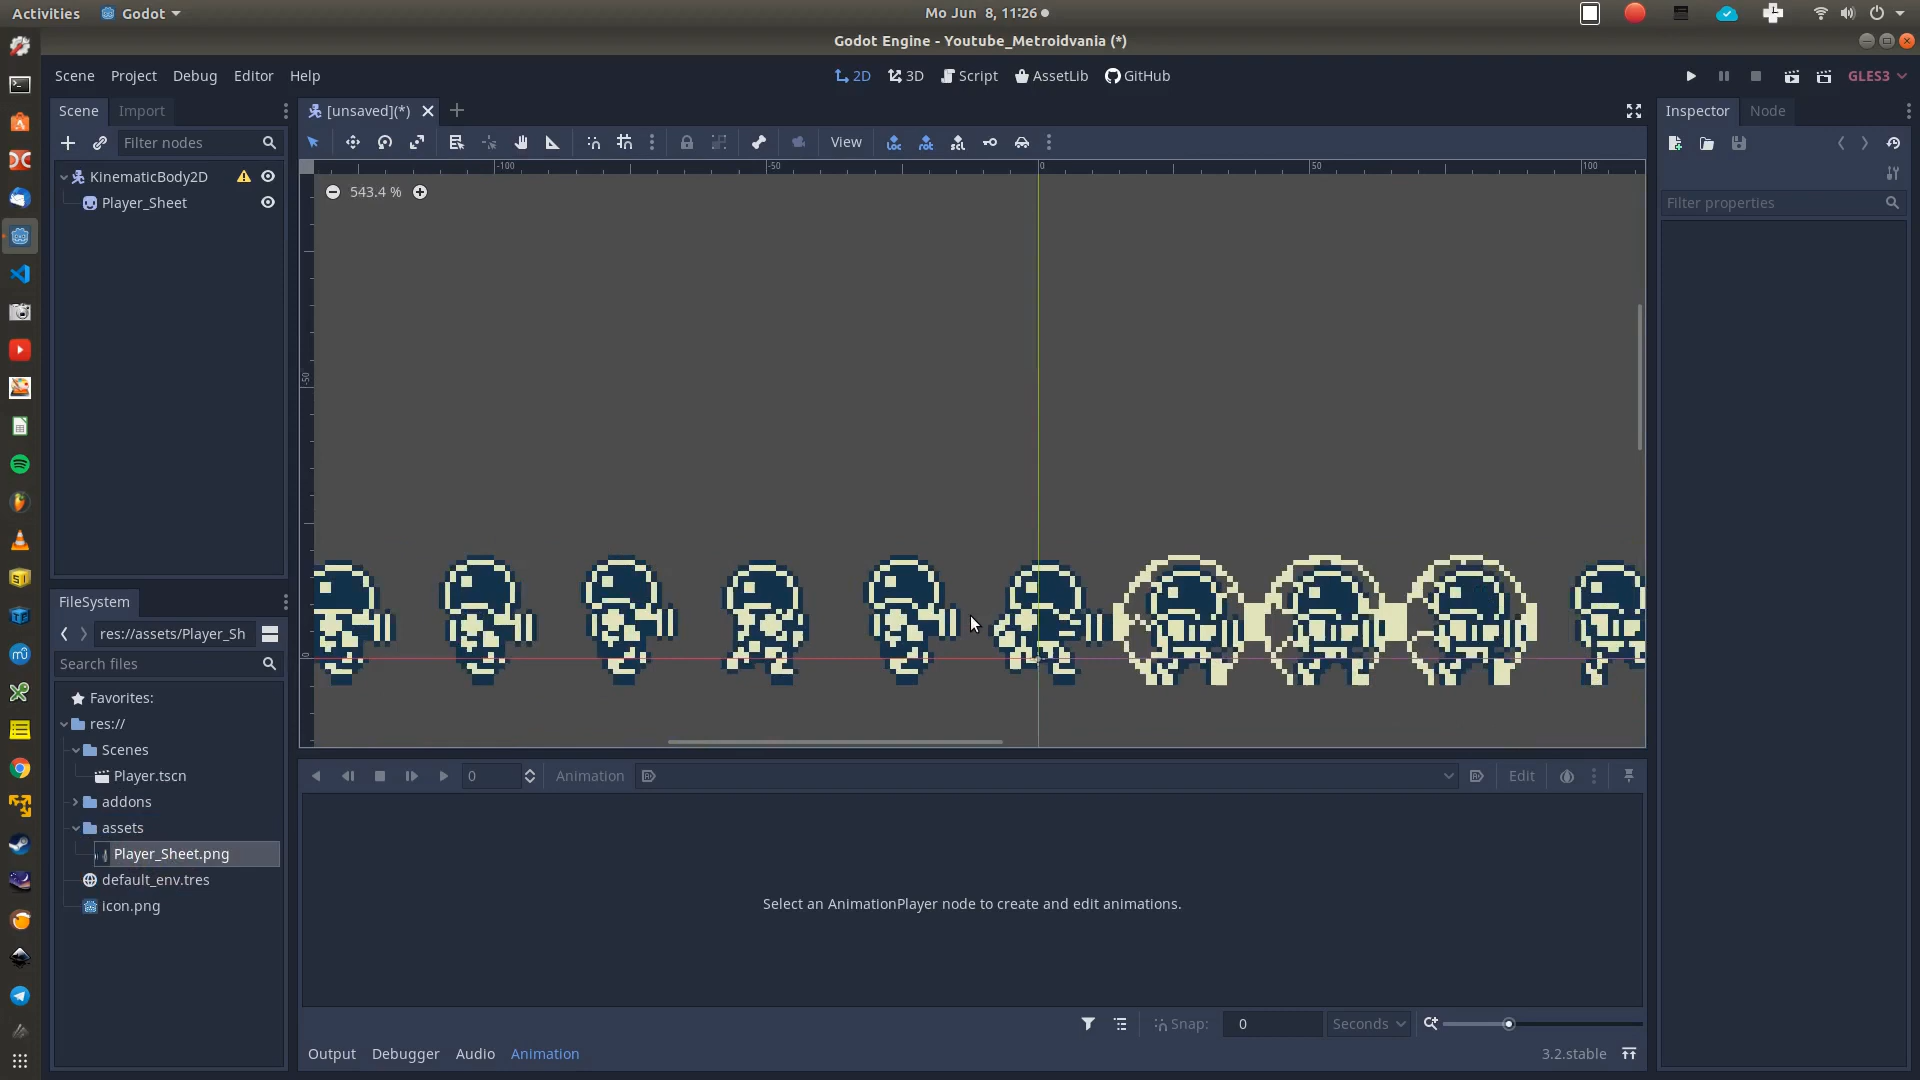 Activities
Godot
Mo Jun 8, 11:26
Godot Engine - Youtube_Metroidvania (*)
Scene Project Debug Editor Help
2D 3D Script AssetLib GitHub
GLES3
Scene Import
[unsaved](*)
Inspector Node
Filter nodes
View
KinematicBody2D
Player_Sheet
-100 -50 0 50 100
543.4 %
Filter properties
-50
0
FileSystem
res://assets/Player_Sh
Search files
Favorites:
res://
Scenes
Player.tscn
addons
assets
Player_Sheet.png
default_env.tres
icon.png
0 Animation Edit
Select an AnimationPlayer node to create and edit animations.
Snap: 0 Seconds
Output Debugger Audio Animation
3.2.stable